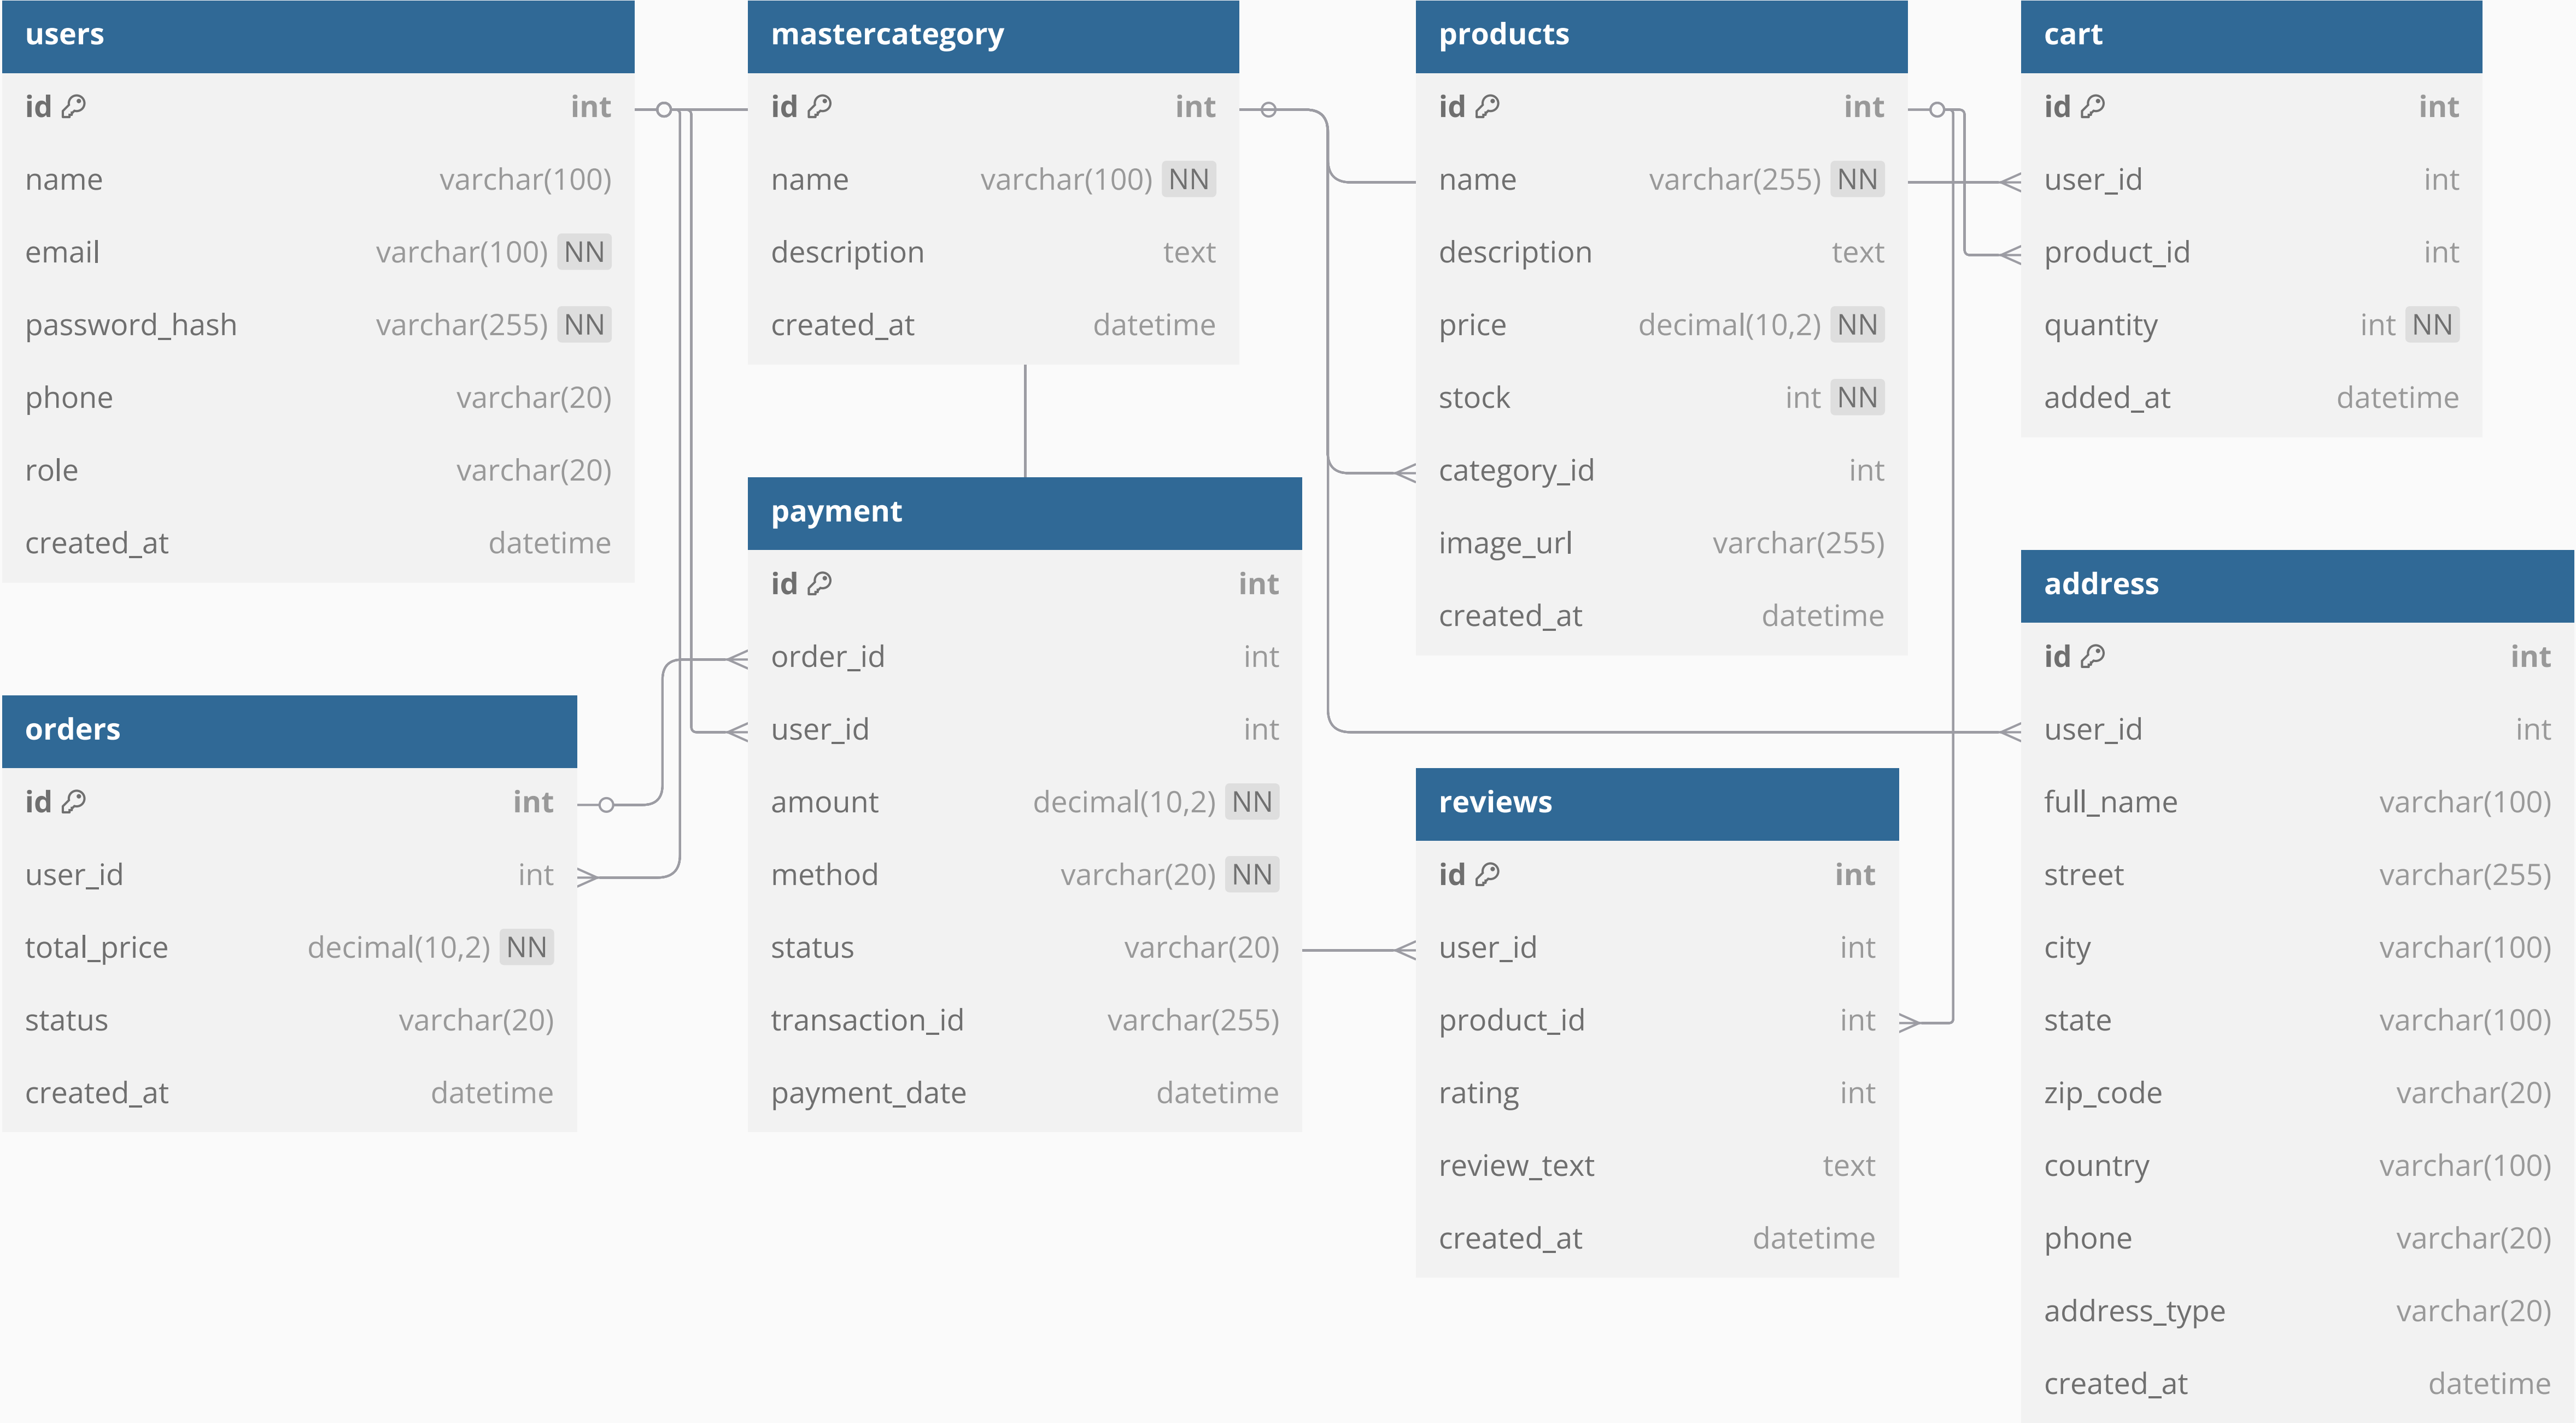 users
id int
name varchar(100)
email varchar(100) NN
password_hash varchar(255) NN
phone varchar(20)
role varchar(20)
created_at datetime
mastercategory
id int
name varchar(100) NN
description text
created_at datetime
products
id int
name varchar(255) NN
description text
price decimal(10,2) NN
stock int NN
category_id int
image_url varchar(255)
created_at datetime
cart
id int
user_id int
product_id int
quantity int NN
added_at datetime
orders
id int
user_id int
total_price decimal(10,2) NN
status varchar(20)
created_at datetime
payment
id int
order_id int
user_id int
amount decimal(10,2) NN
method varchar(20) NN
status varchar(20)
transaction_id varchar(255)
payment_date datetime
reviews
id int
user_id int
product_id int
rating int
review_text text
created_at datetime
address
id int
user_id int
full_name varchar(100)
street varchar(255)
city varchar(100)
state varchar(100)
zip_code varchar(20)
country varchar(100)
phone varchar(20)
address_type varchar(20)
created_at datetime